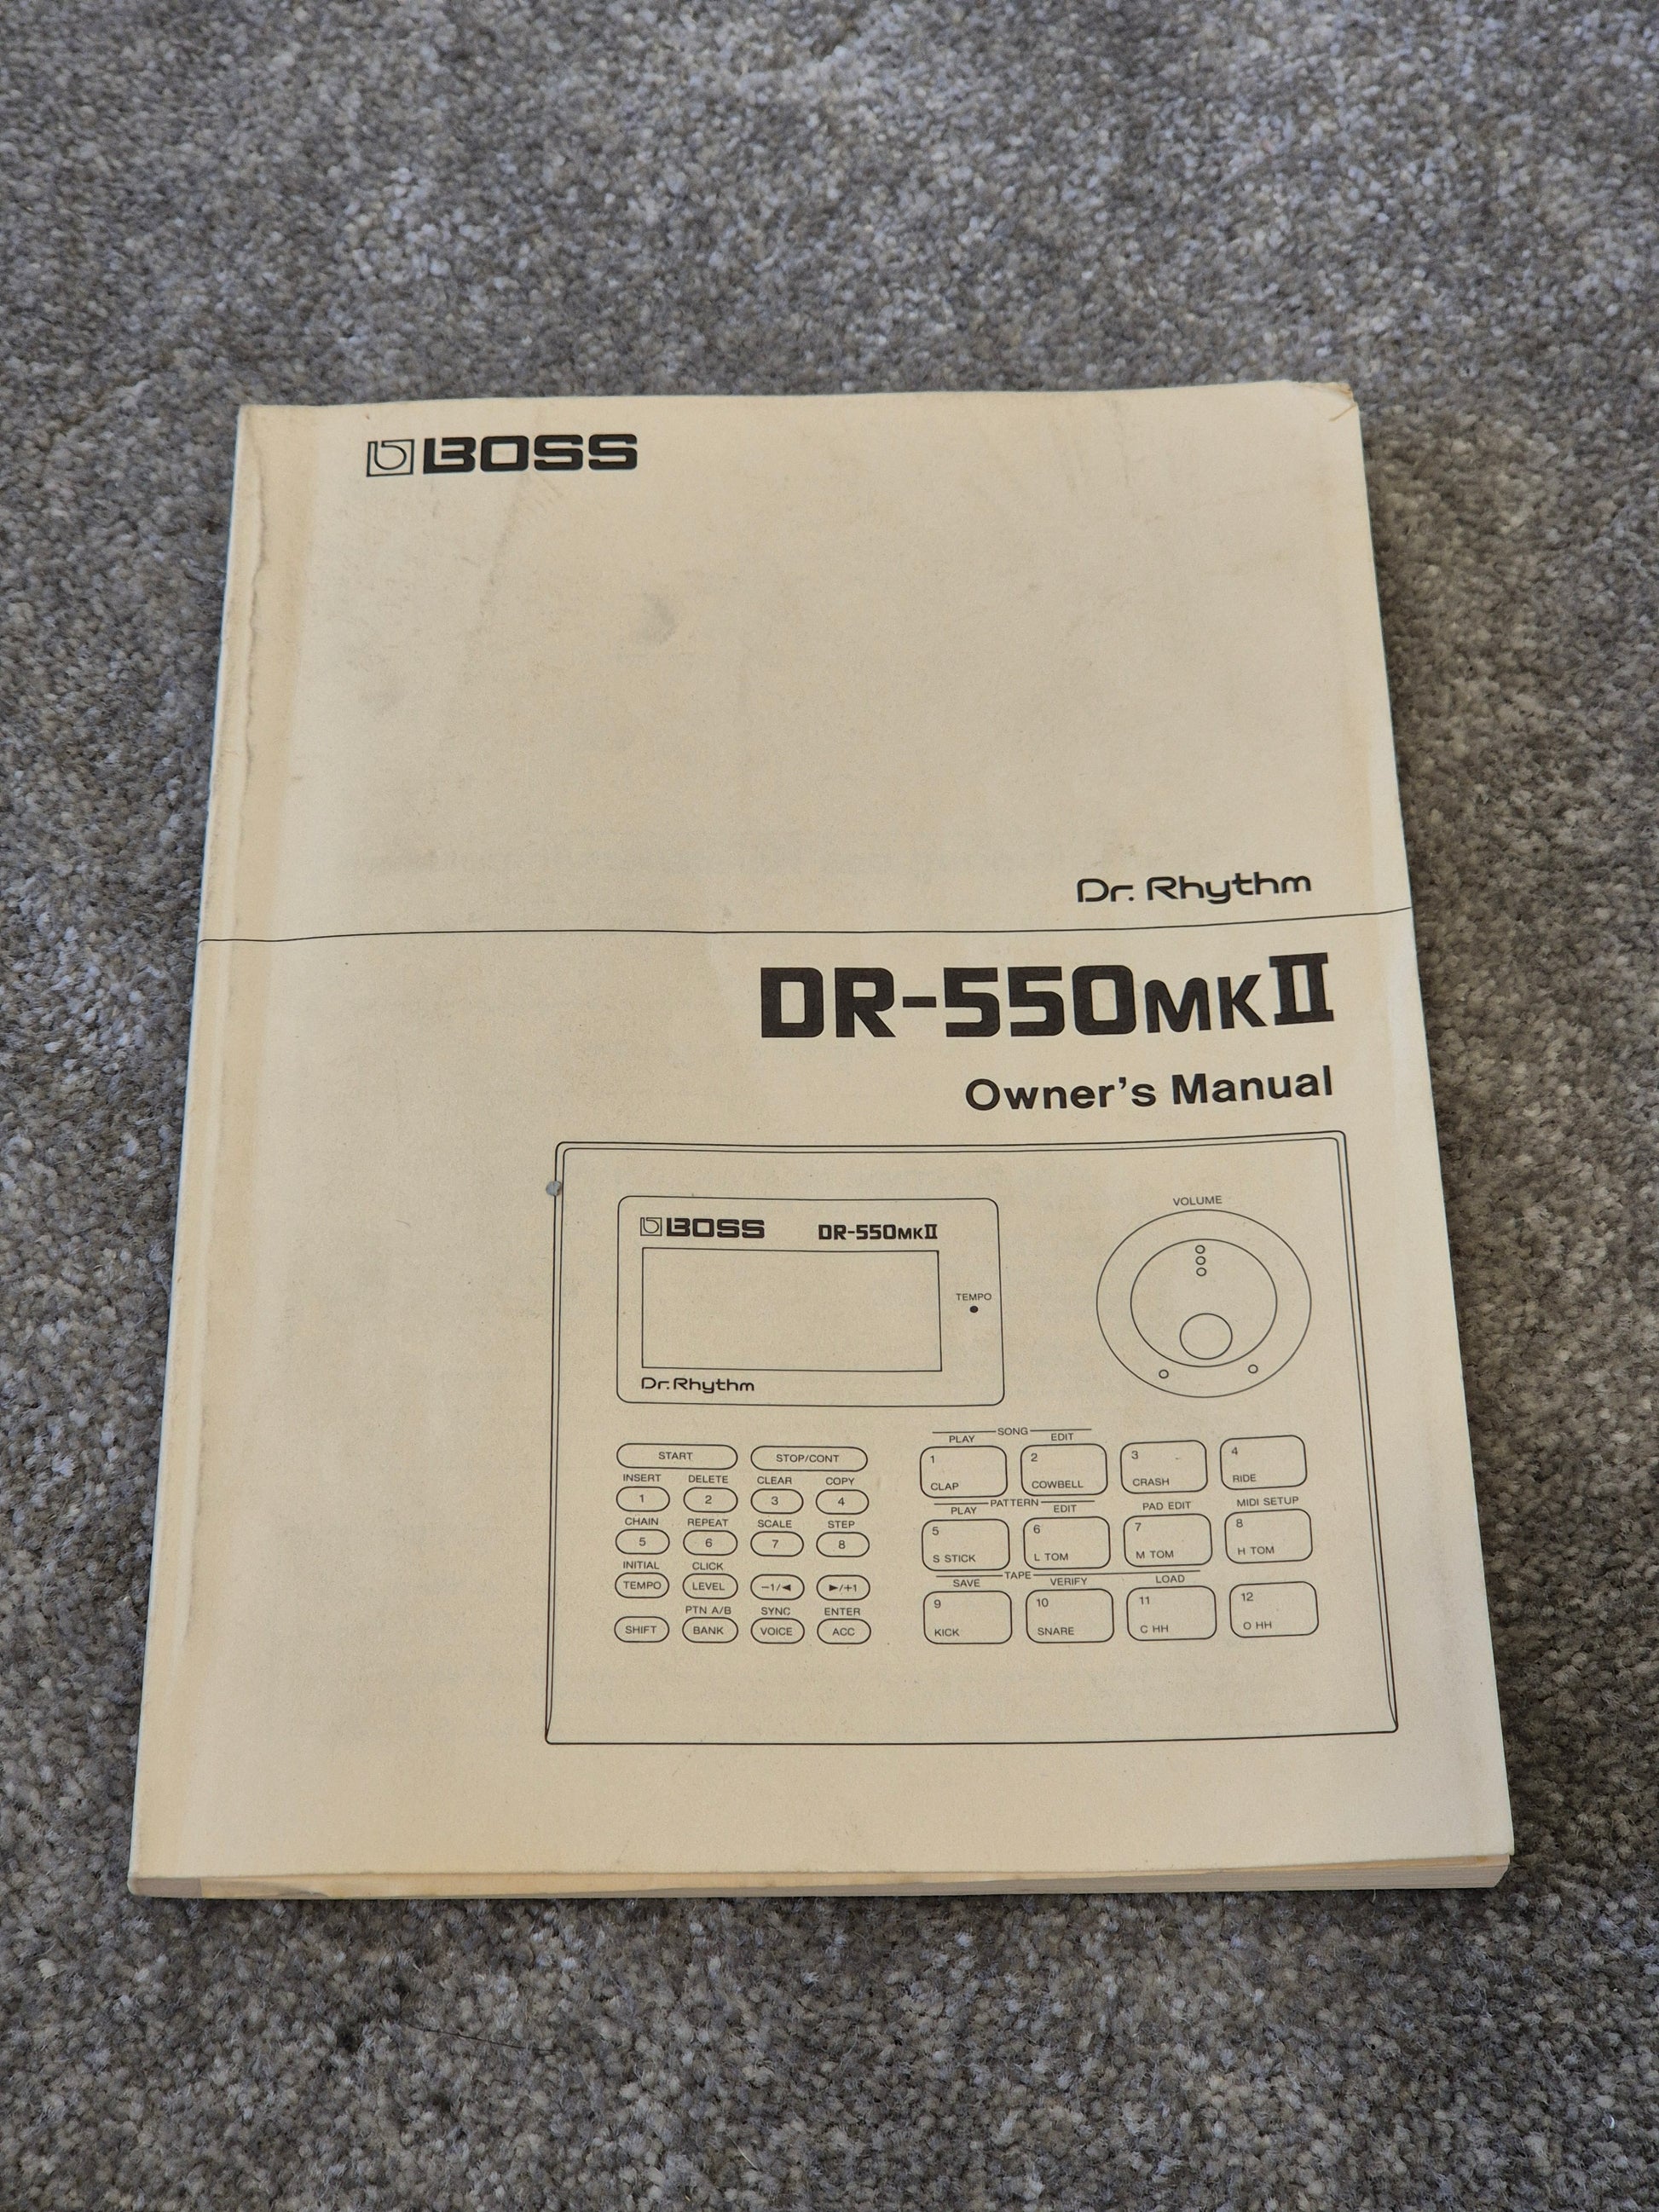 BOSS
Dr. Rhythm
DR-550MKII
Owner's Manual
BOSS DR-550MKII
TEMPO
Dr. Rhythm
VOLUME
START STOP/CONT
INSERT DELETE CLEAR COPY
1 2 3 4
CHAIN REPEAT SCALE STEP
5 6 7 8
INITIAL CLICK
TEMPO LEVEL -1/◄ ►/+1
PTN A/B SYNC ENTER
SHIFT BANK VOICE ACC
SONG
PLAY EDIT
1 2 3 4
CLAP COWBELL CRASH RIDE
PATTERN
PLAY EDIT PAD EDIT MIDI SETUP
5 6 7 8
S STICK L TOM M TOM H TOM
TAPE
SAVE VERIFY LOAD
9 10 11 12
KICK SNARE C HH O HH